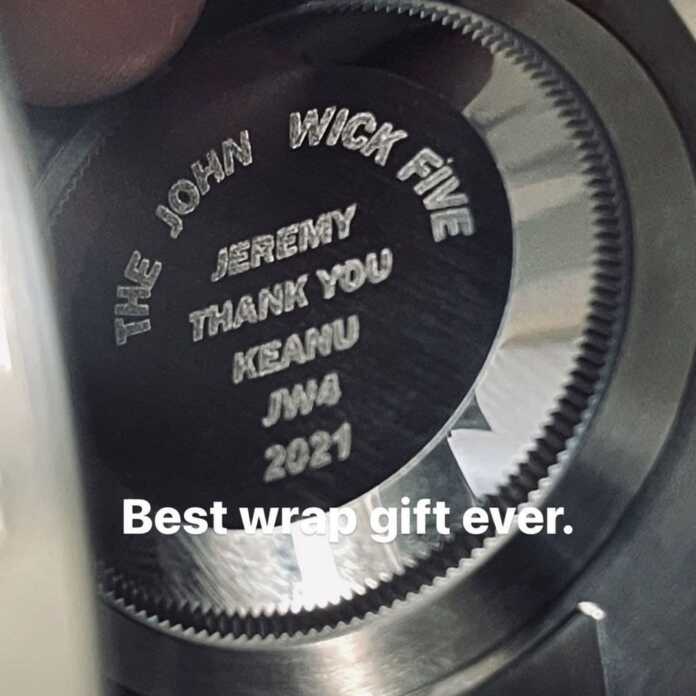 THE JOHN WICK FIVE
JEREMY
THANK YOU
KEANU
JW4
2021
Best wrap gift ever.